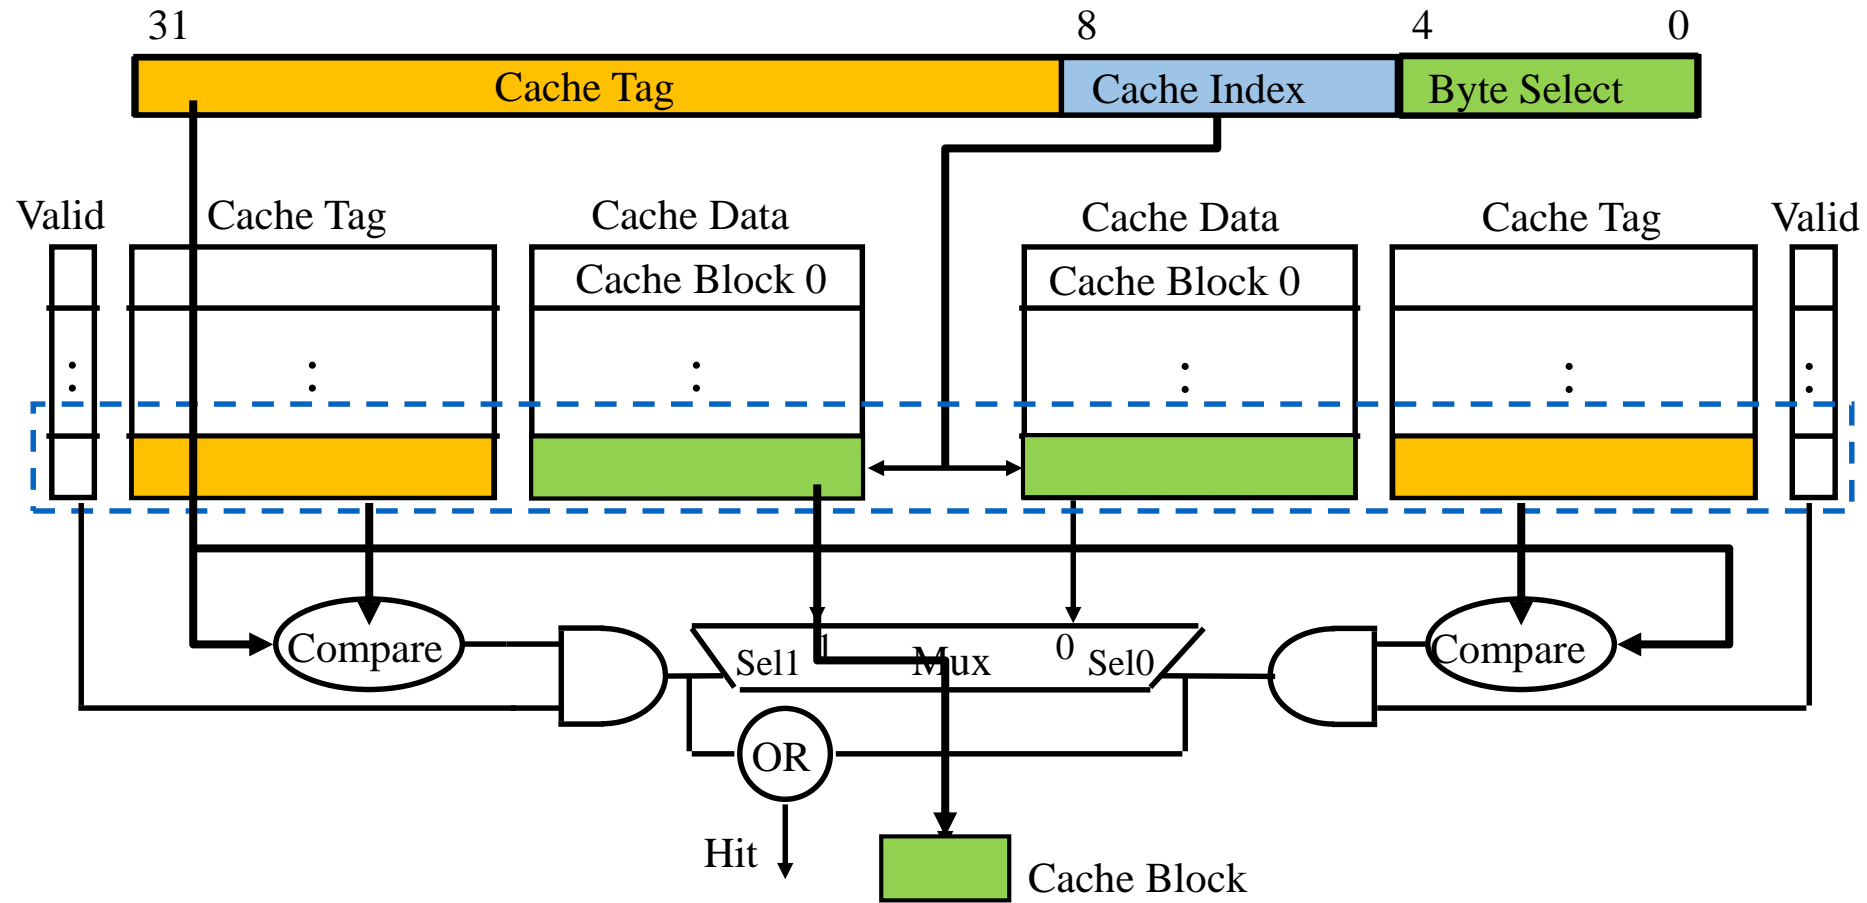 31 8 4 0
Cache Tag Cache Index Byte Select
Valid Cache Tag Cache Data Cache Data Cache Tag Valid
Cache Block 0 Cache Block 0
: : : : : :
Compare Sel1 1 Mux 0 Sel0 Compare
OR
Hit
Cache Block